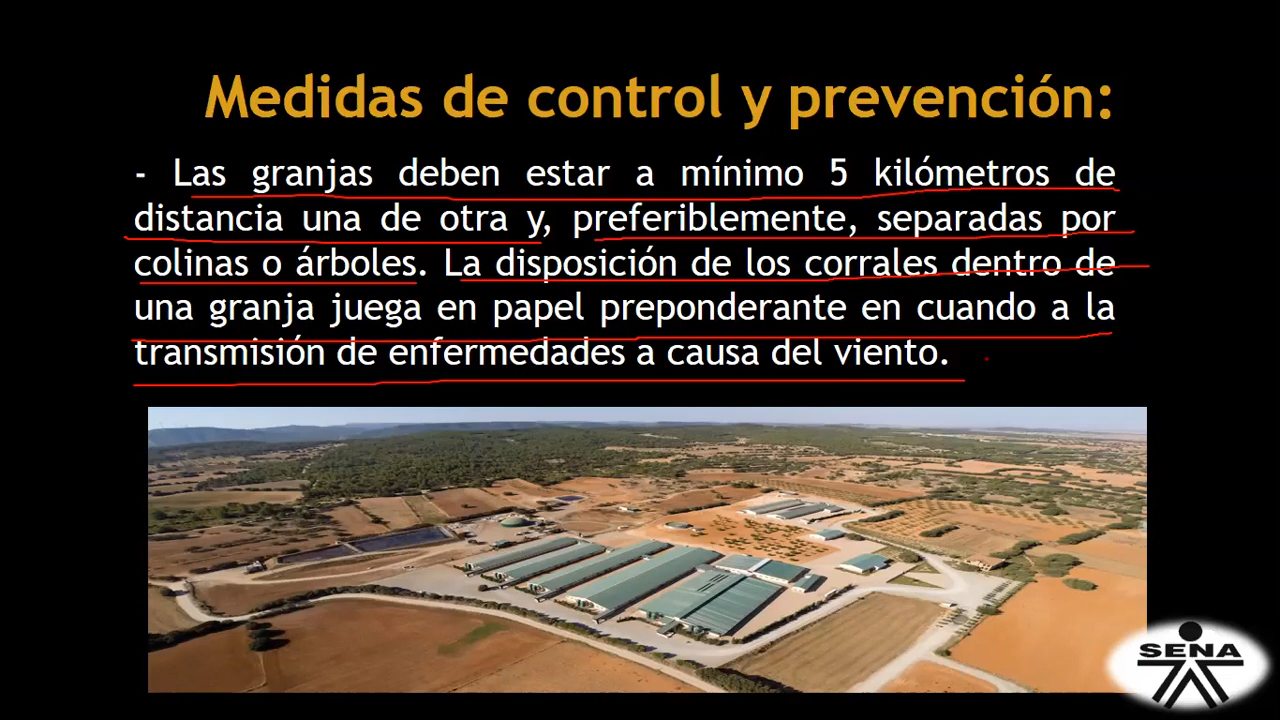 Medidas de control y prevención:
- Las granjas deben estar a mínimo 5 kilómetros de
distancia una de otra y, preferiblemente, separadas por
colinas o árboles. La disposición de los corrales dentro de
una granja juega en papel preponderante en cuando a la
transmisión de enfermedades a causa del viento.
SENA